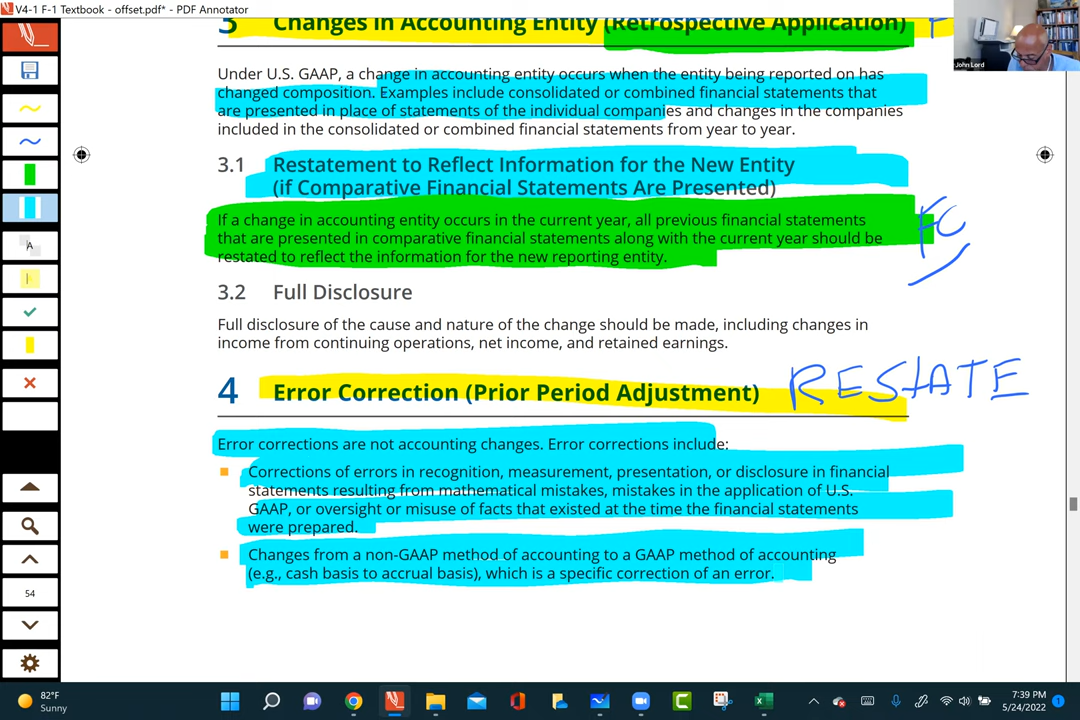 V4-1 F-1 Textbook - offset.pdf* - PDF Annotator
3 Changes in Accounting Entity (Retrospective Application)
John Lord
Under U.S. GAAP, a change in accounting entity occurs when the entity being reported on has
changed composition. Examples include consolidated or combined financial statements that
are presented in place of statements of the individual companies and changes in the companies
included in the consolidated or combined financial statements from year to year.
3.1 Restatement to Reflect Information for the New Entity
(if Comparative Financial Statements Are Presented)
If a change in accounting entity occurs in the current year, all previous financial statements
that are presented in comparative financial statements along with the current year should be
restated to reflect the information for the new reporting entity.
FC
3.2 Full Disclosure
Full disclosure of the cause and nature of the change should be made, including changes in
income from continuing operations, net income, and retained earnings.
4 Error Correction (Prior Period Adjustment) RESTATE
Error corrections are not accounting changes. Error corrections include:
Corrections of errors in recognition, measurement, presentation, or disclosure in financial
statements resulting from mathematical mistakes, mistakes in the application of U.S.
GAAP, or oversight or misuse of facts that existed at the time the financial statements
were prepared.
Changes from a non-GAAP method of accounting to a GAAP method of accounting
(e.g., cash basis to accrual basis), which is a specific correction of an error.
A
54
82°F
Sunny
7:39 PM
5/24/2022